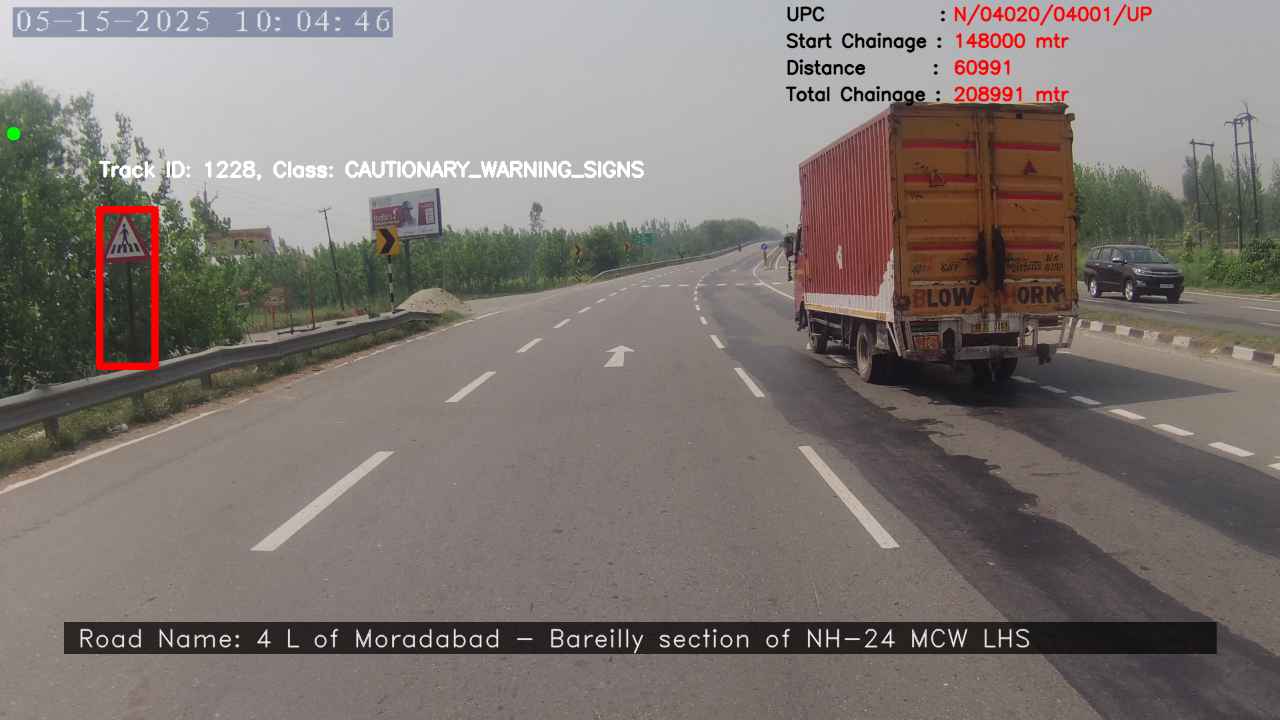 05-15-2025 10:04:46
UPC : N/04020/04001/UP
Start Chainage : 148000 mtr
Distance : 60991
Total Chainage : 208991 mtr
Track ID: 1228, Class: CAUTIONARY_WARNING_SIGNS
BLOW HORN
Road Name: 4 L of Moradabad - Bareilly section of NH-24 MCW LHS